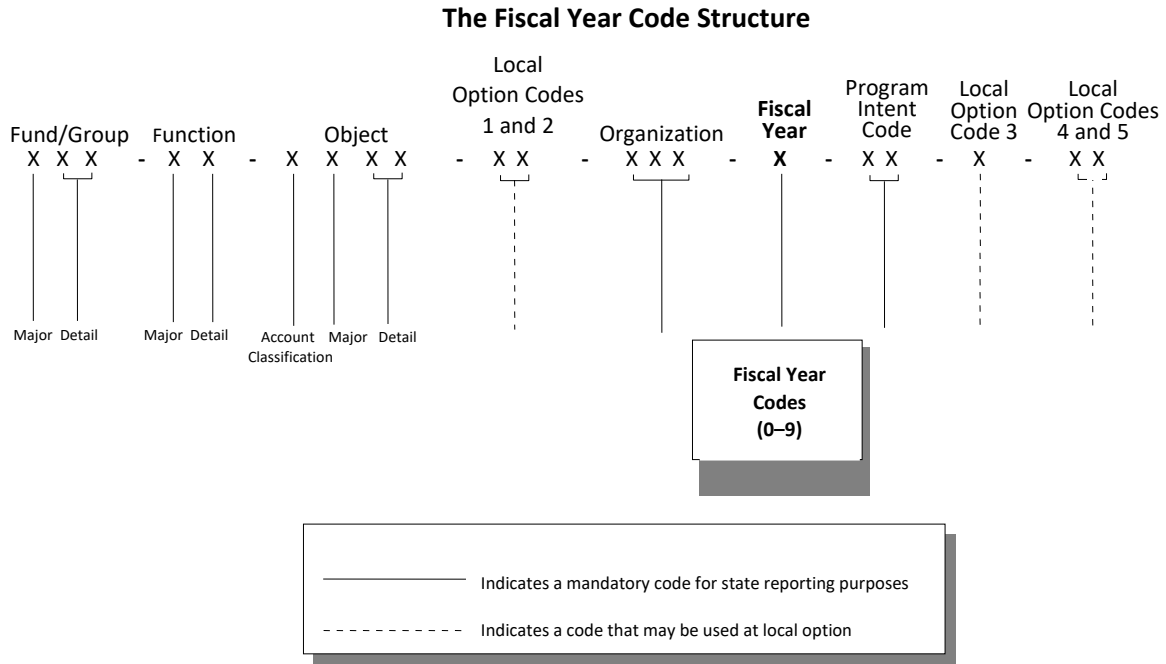 The Fiscal Year Code Structure
Local
Option Codes
1 and 2
Fiscal
Year
Program
Intent
Code
Local
Option
Code 3
Local
Option Codes
4 and 5
Fund/Group Function Object Organization
X X X - X X - X X X X - X X - X X X - X - X X - X - X X
Major Detail Major Detail Account Major Detail
Classification
Fiscal Year
Codes
(0–9)
Indicates a mandatory code for state reporting purposes
Indicates a code that may be used at local option